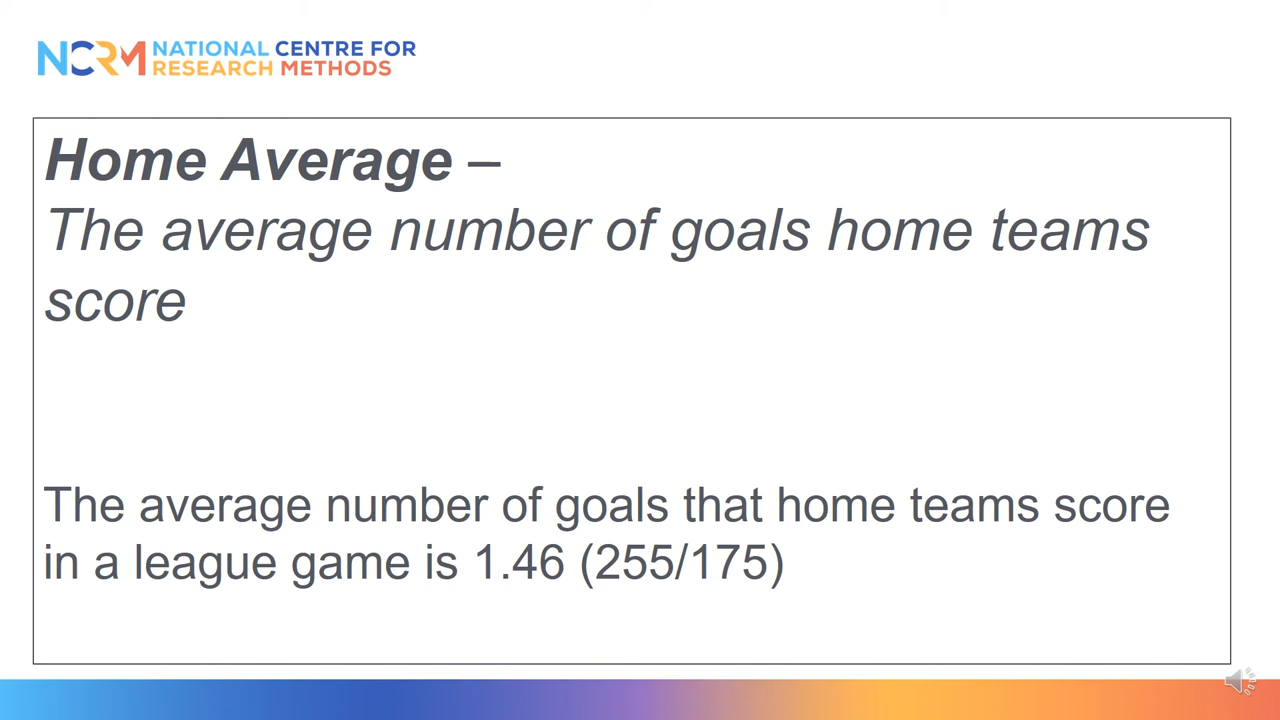 NCRM NATIONAL CENTRE FOR
RESEARCH METHODS
Home Average –
The average number of goals home teams
score
The average number of goals that home teams score
in a league game is 1.46 (255/175)